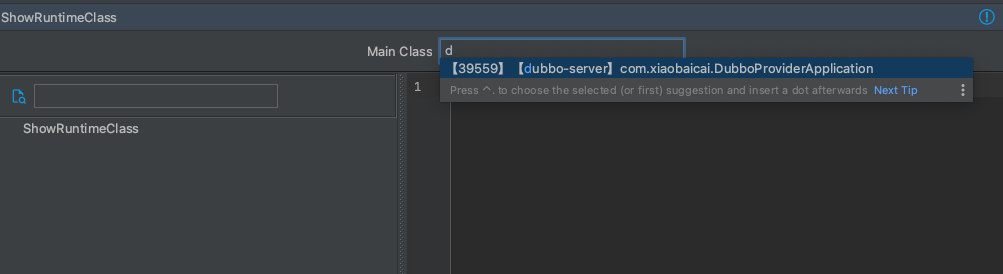 ShowRuntimeClass
Main Class d
【39559】【dubbo-server】com.xiaobaicai.DubboProviderApplication
Press ^. to choose the selected (or first) suggestion and insert a dot afterwards Next Tip
1
ShowRuntimeClass